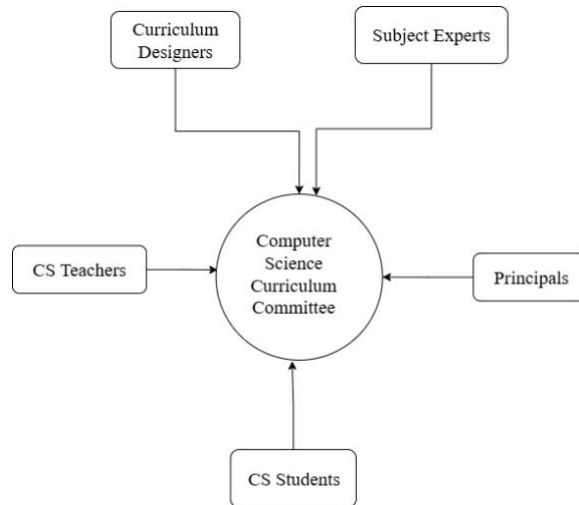 Curriculum
Designers
Subject Experts
Computer
Science
Curriculum
Committee
CS Teachers
Principals
CS Students